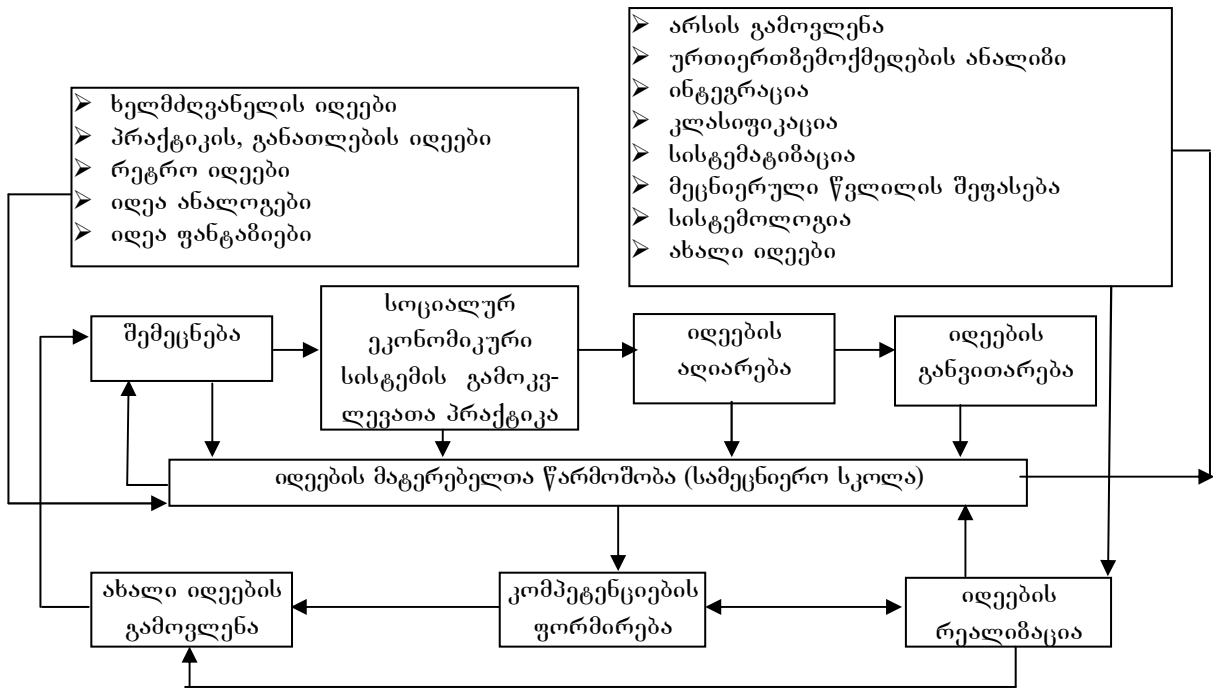 არსის გამოვლენა
ურთიერთზემოქმედების ანალიზი
ინტეგრაცია
კლასიფიკაცია
სისტემატიზაცია
მეცნიერული წვლილის შეფასება
სისტემოლოგია
ახალი იდეები
ხელმძღვანელის იდეები
პრაქტიკის, განათლების იდეები
რეტრო იდეები
იდეა ანალოგები
იდეა ფანტაზიები
შემეცნება
სოციალურ
ეკონომიკური
სისტემის გამოკვ-
ლევათა პრაქტიკა
იდეების
აღიარება
იდეების
განვითარება
იდეების მატერებელთა წარმოშობა (სამეცნიერო სკოლა)
ახალი იდეების
გამოვლენა
კომპეტენციების
ფორმირება
იდეების
რეალიზაცია